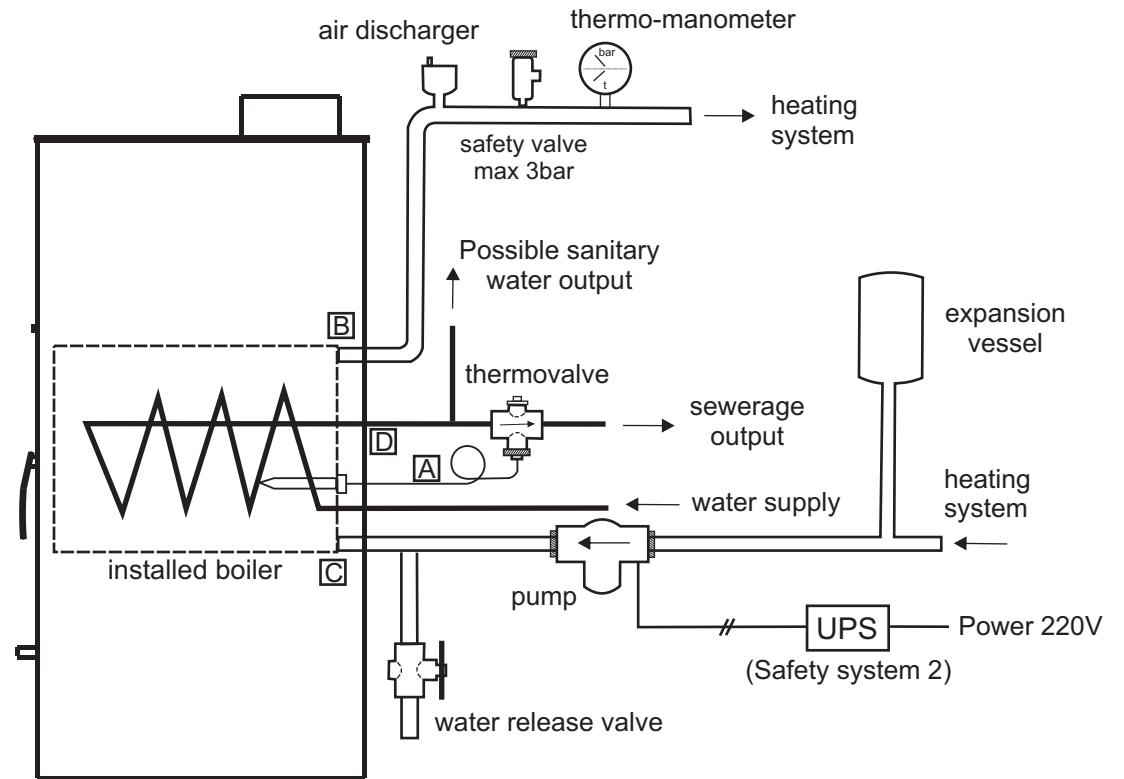 air discharger
thermo-manometer
bar
t
heating
system
safety valve
max 3bar
Possible sanitary
water output
B
expansion
vessel
thermovalve
sewerage
output
D
A
heating
system
water supply
installed boiler
C
pump
UPS
Power 220V
(Safety system 2)
water release valve